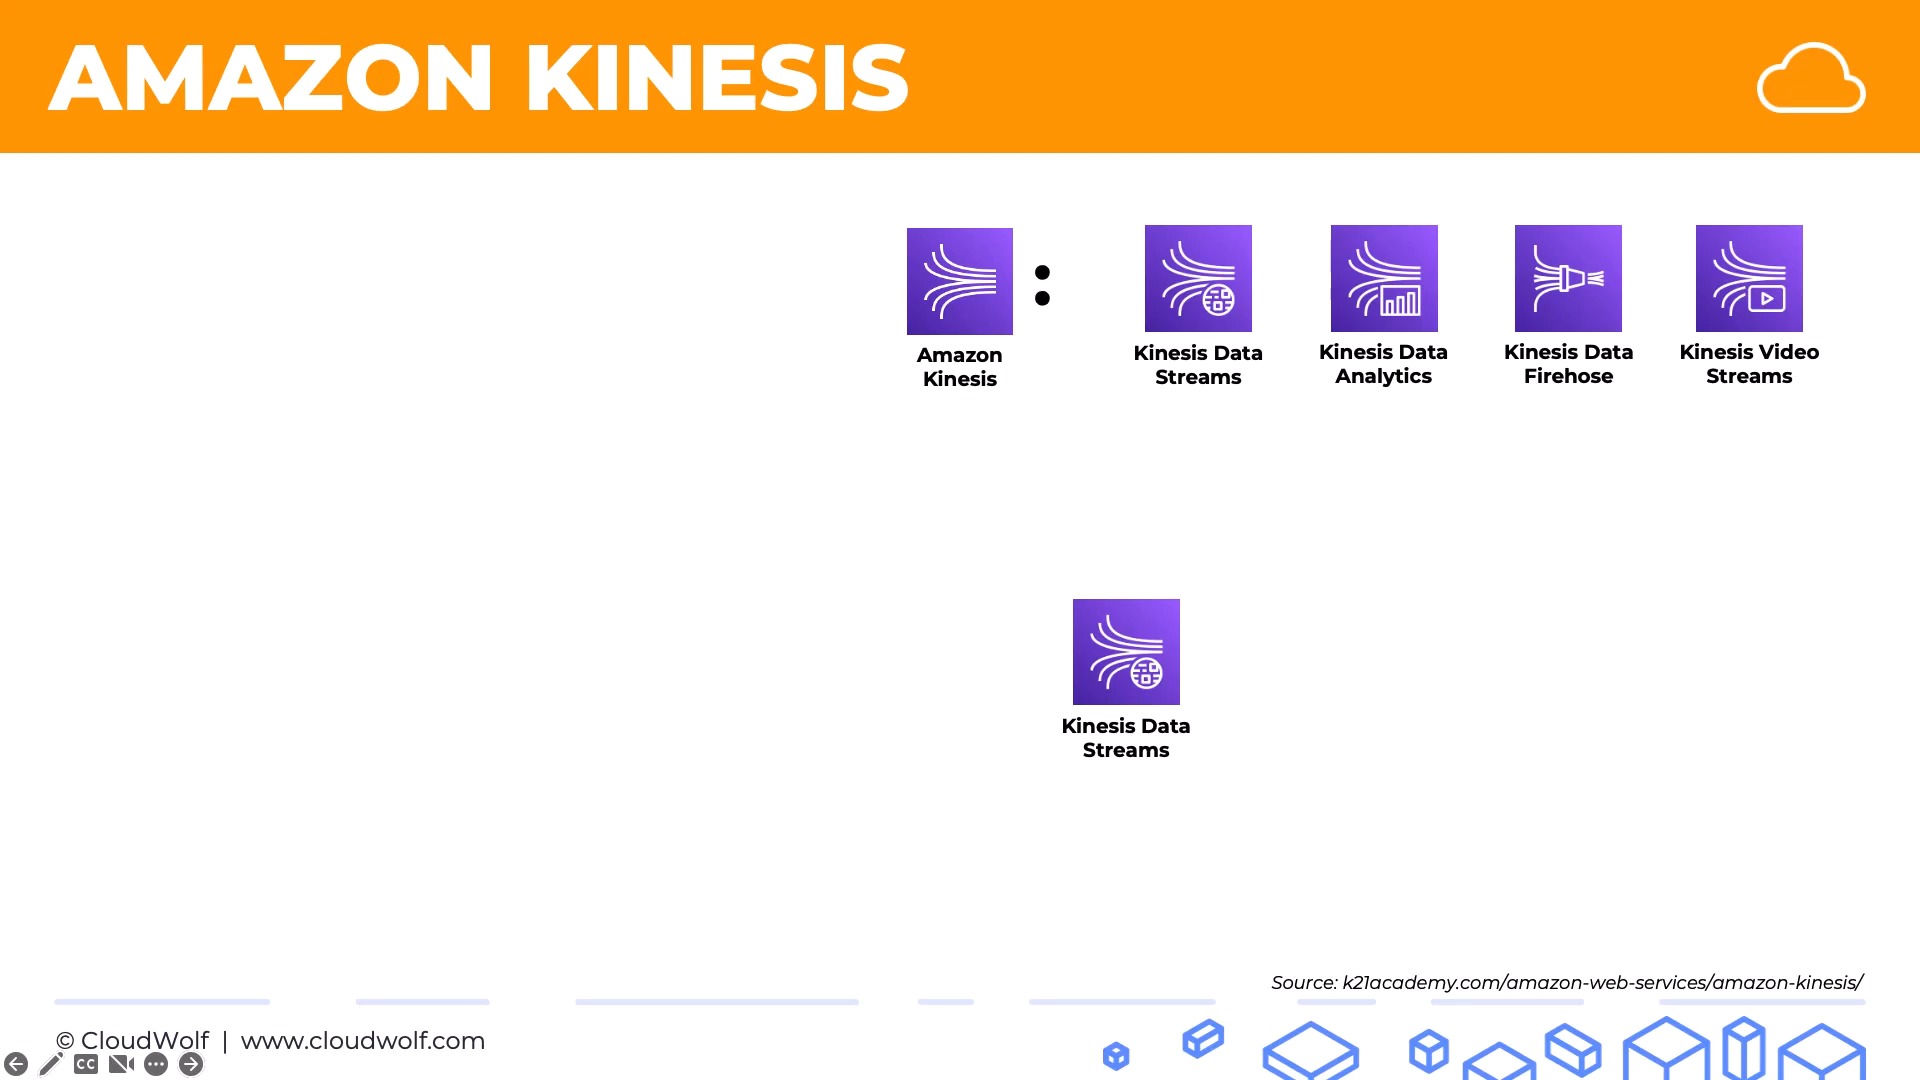 AMAZON KINESIS
:
Amazon
Kinesis
Kinesis Data
Streams
Kinesis Data
Analytics
Kinesis Data
Firehose
Kinesis Video
Streams
Kinesis Data
Streams
Source: k21academy.com/amazon-web-services/amazon-kinesis/
© CloudWolf | www.cloudwolf.com
CC